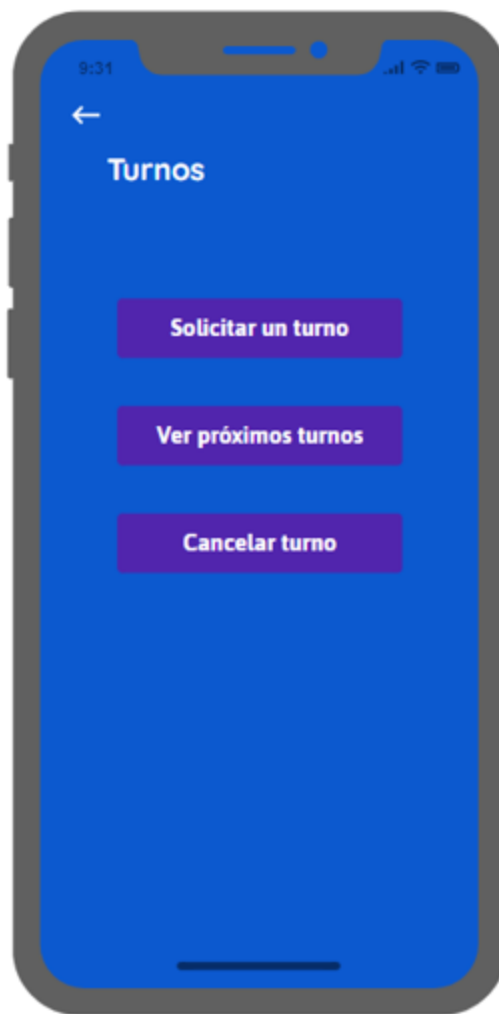 9:31
Turnos
Solicitar un turno
Ver próximos turnos
Cancelar turno